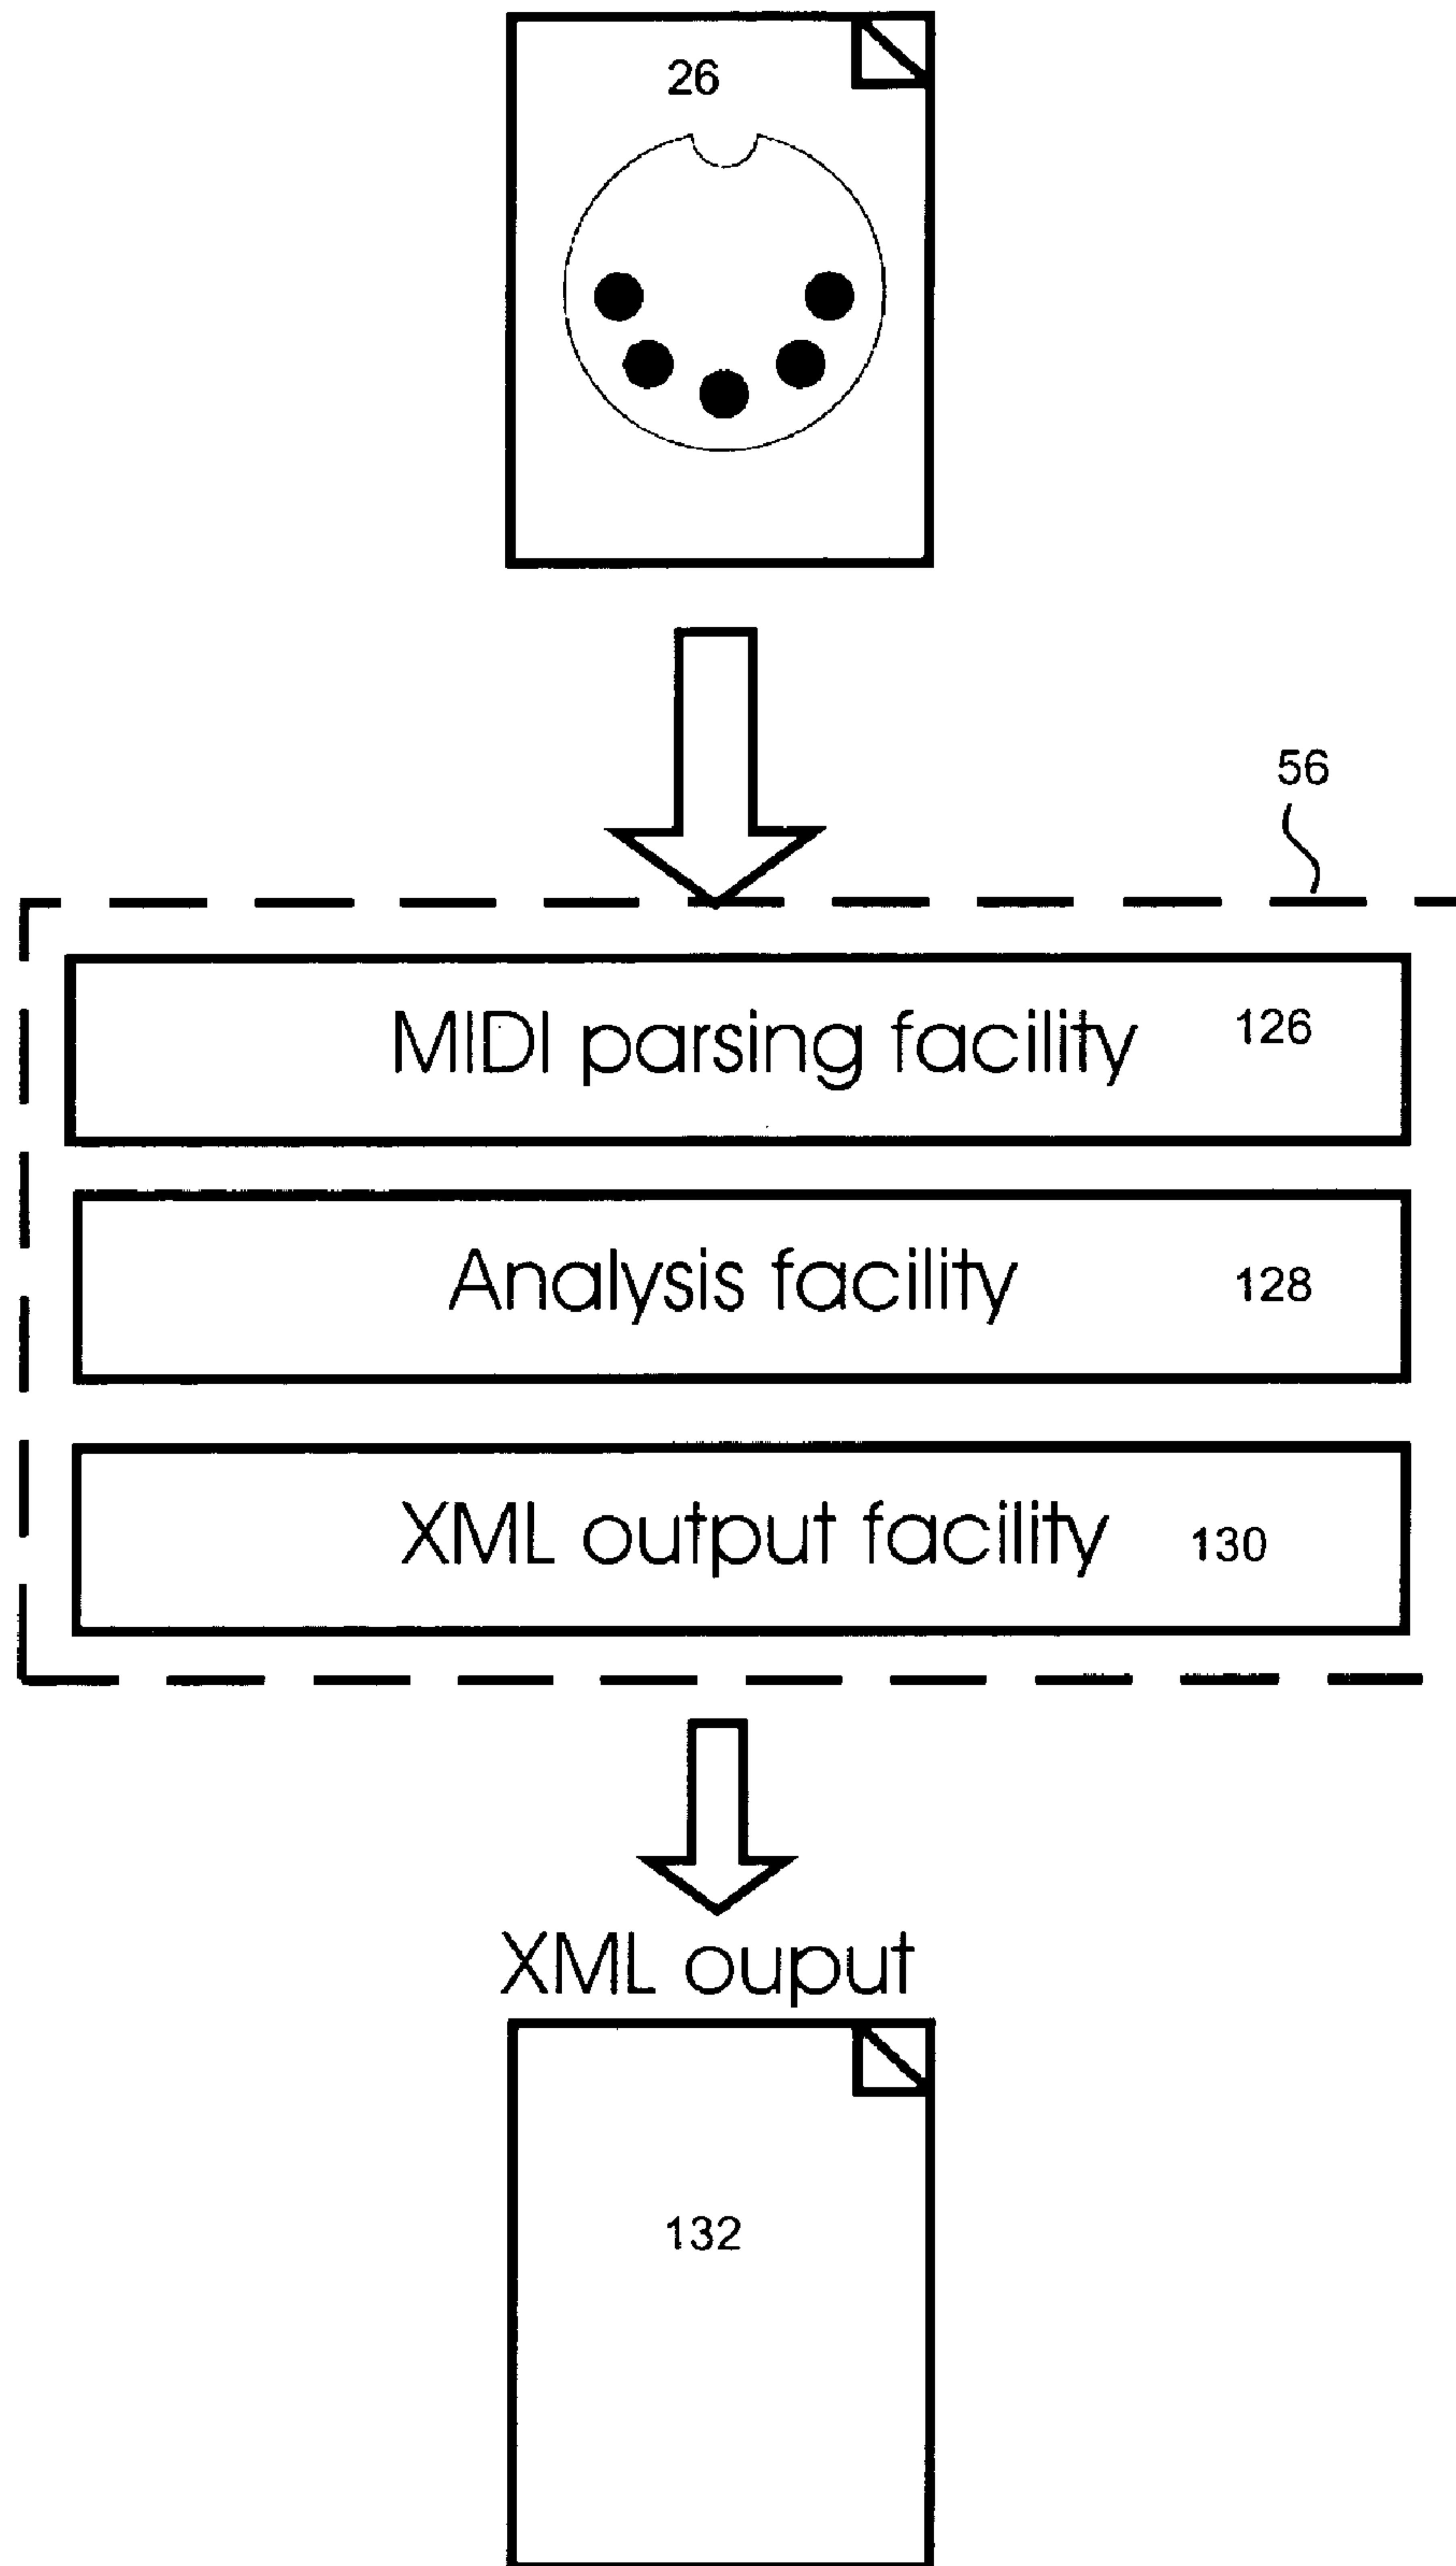 26
56
MIDI parsing facility 126
Analysis facility 128
XML output facility 130
XML ouput
132